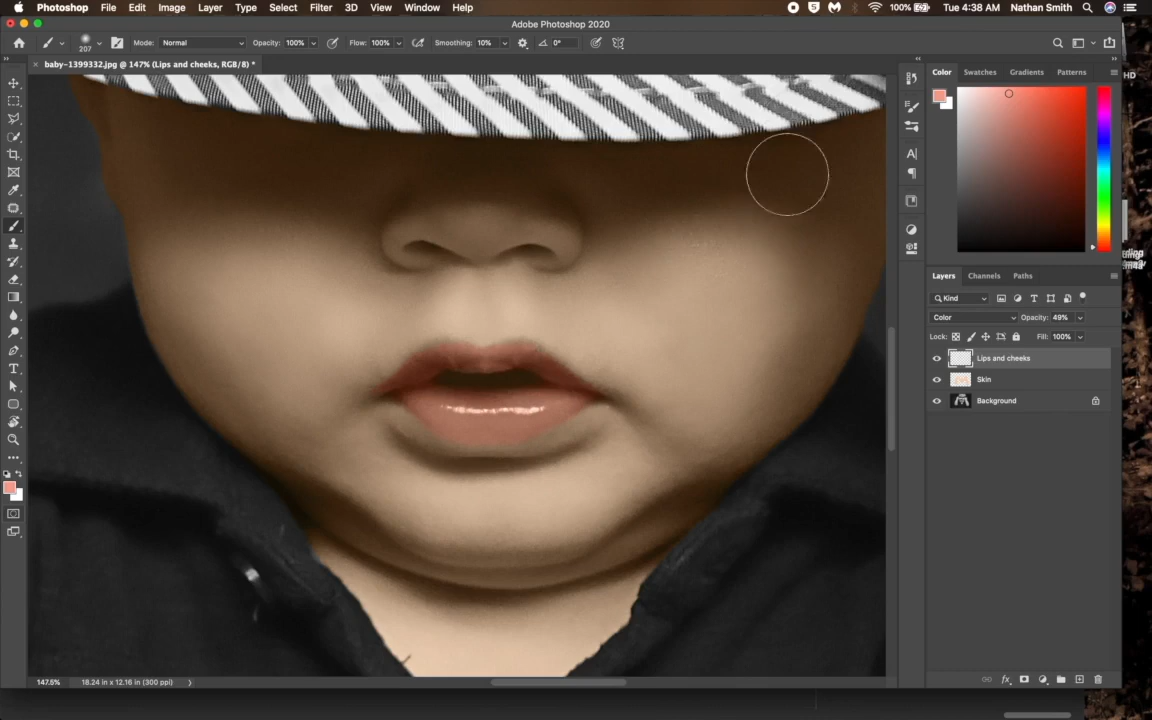 Photoshop File Edit Image Layer Type Select Filter 3D View Window Help 100% Tue 4:38 AM Nathan Smith
Adobe Photoshop 2020
207 Mode: Normal Opacity: 100% Flow: 100% Smoothing: 10% 0°
× baby-1399332.jpg @ 147% (Lips and cheeks, RGB/8) *
HD
Color Swatches Gradients Patterns
Layers Channels Paths
Kind
Color Opacity: 49%
Lock: Fill: 100%
Lips and cheeks
Skin
Background
147.5% 18.24 in x 12.16 in (300 ppi)